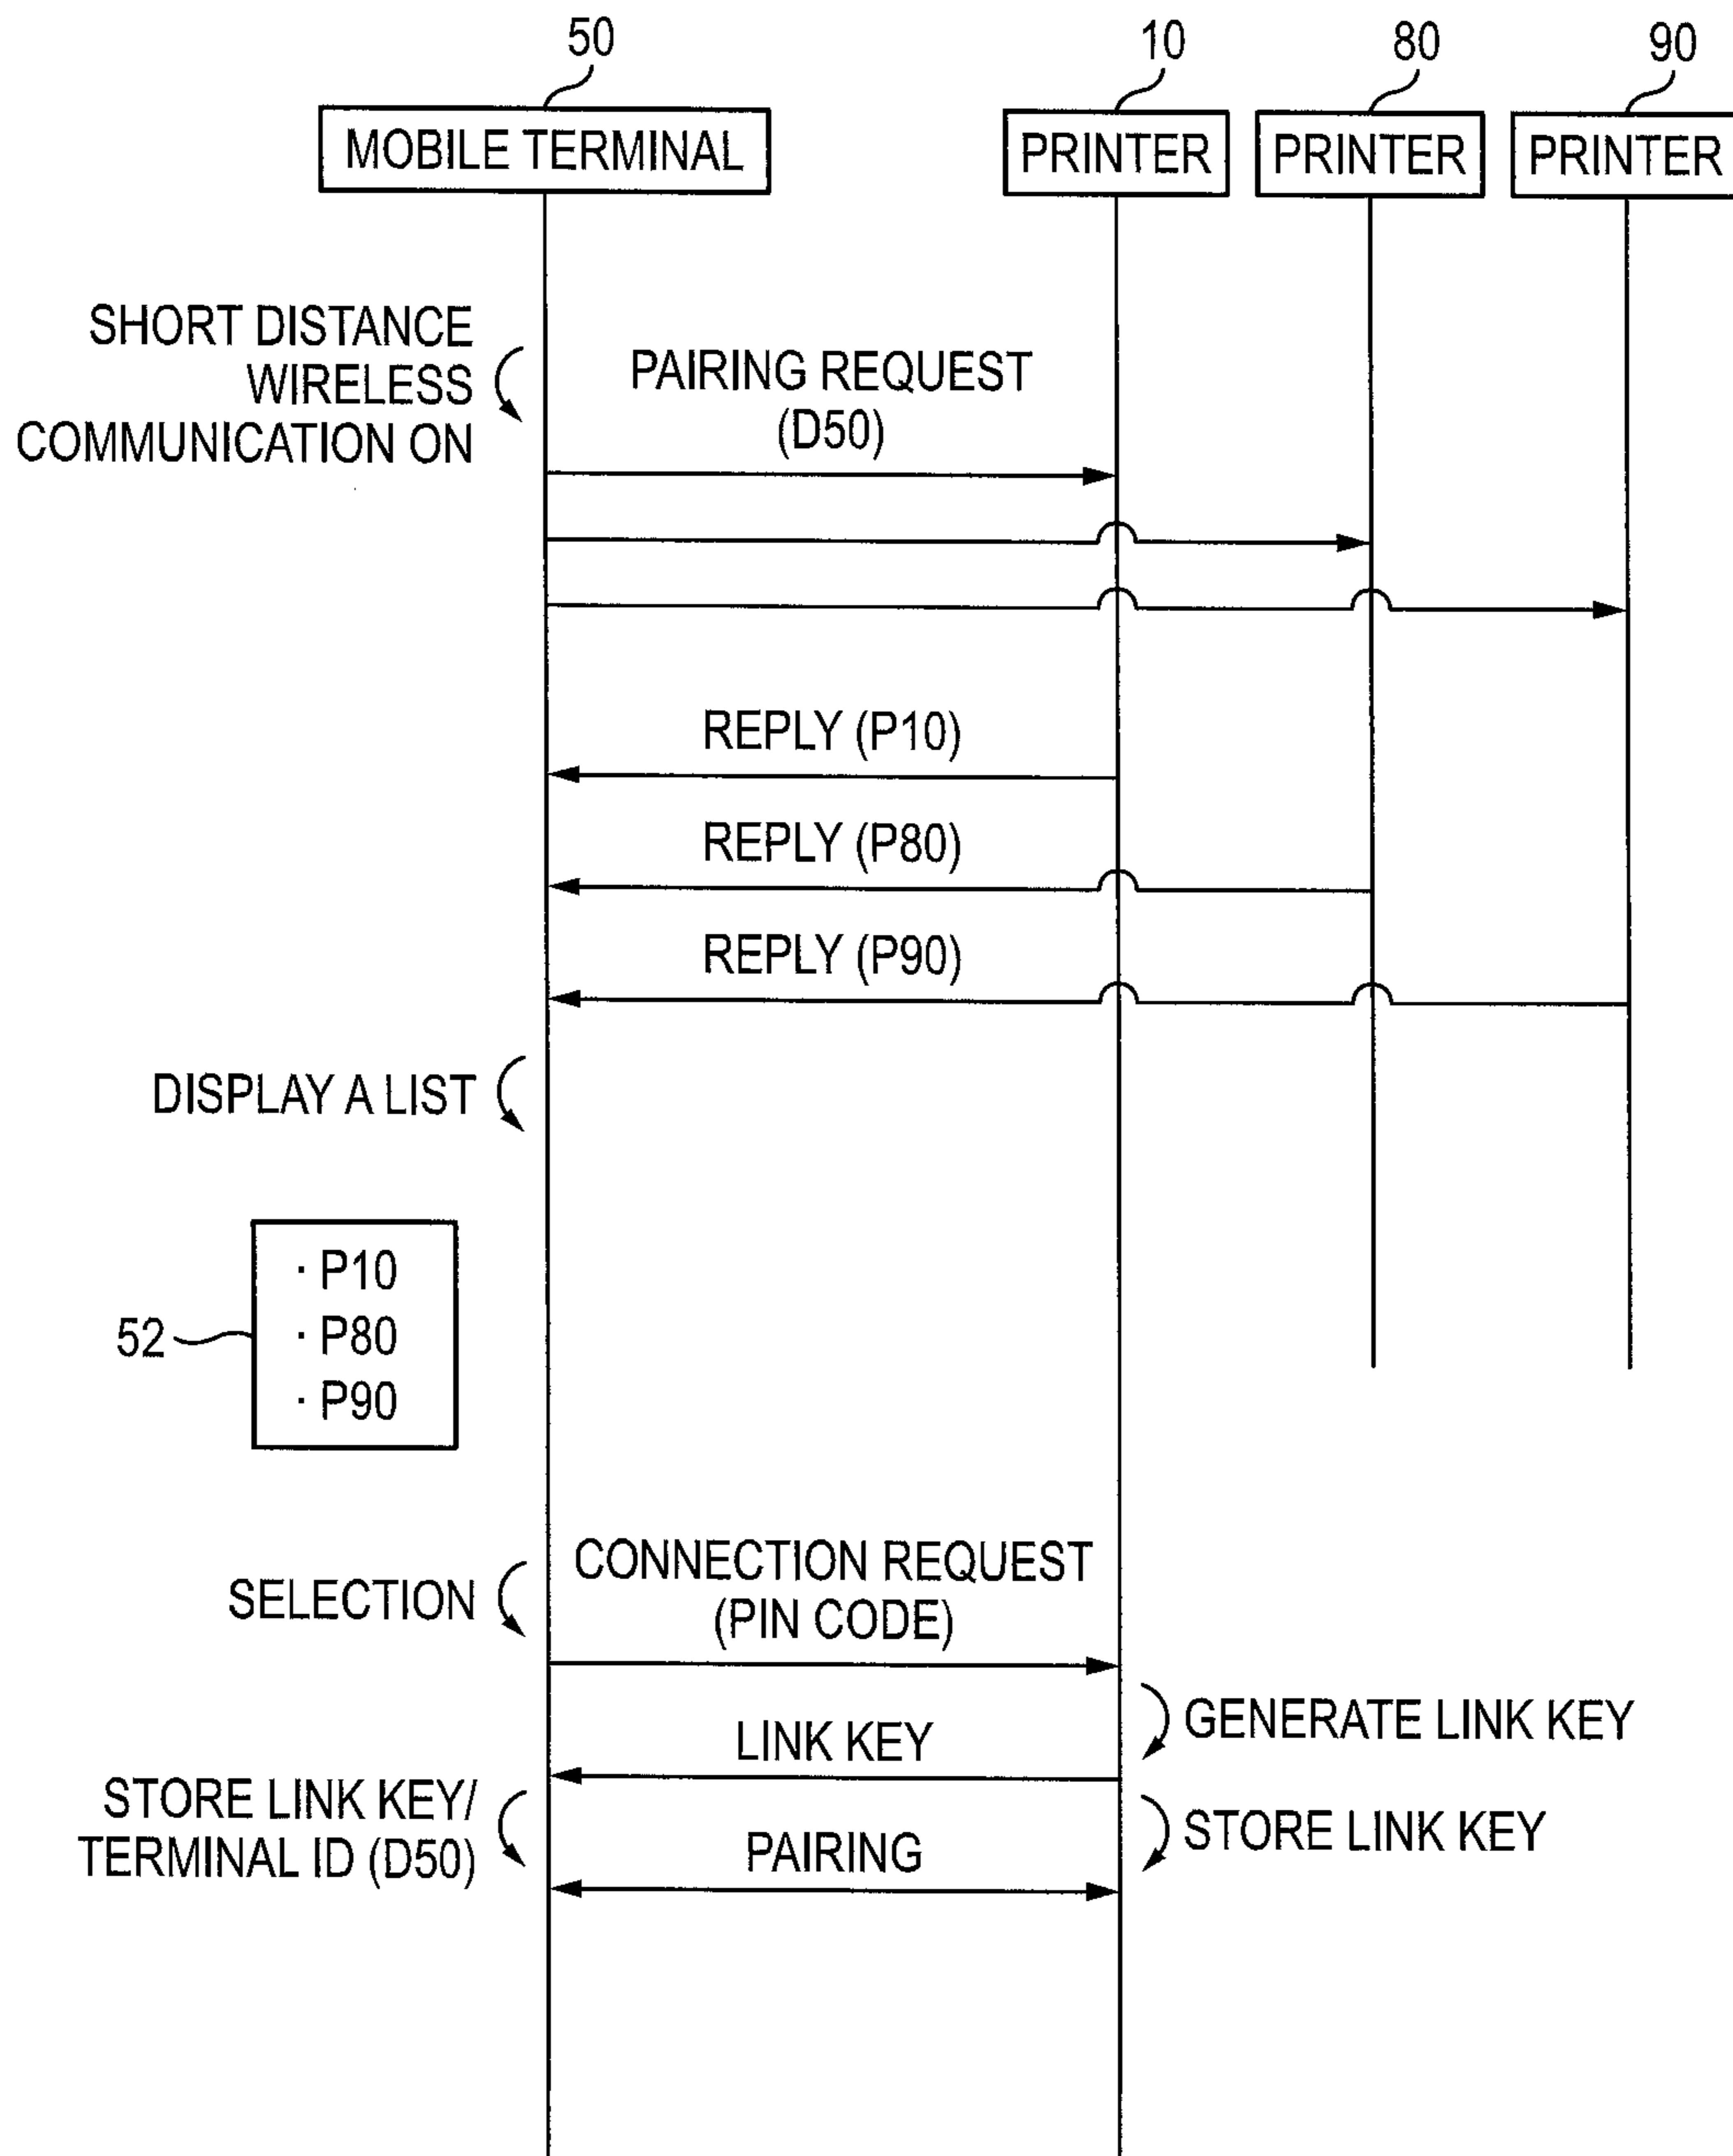 50
10
80
90
MOBILE TERMINAL
PRINTER
PRINTER
PRINTER
SHORT DISTANCE
WIRELESS
COMMUNICATION ON
PAIRING REQUEST
(D50)
REPLY (P10)
REPLY (P80)
REPLY (P90)
DISPLAY A LIST
52
· P10
· P80
· P90
SELECTION
CONNECTION REQUEST
(PIN CODE)
GENERATE LINK KEY
LINK KEY
STORE LINK KEY/
TERMINAL ID (D50)
STORE LINK KEY
PAIRING